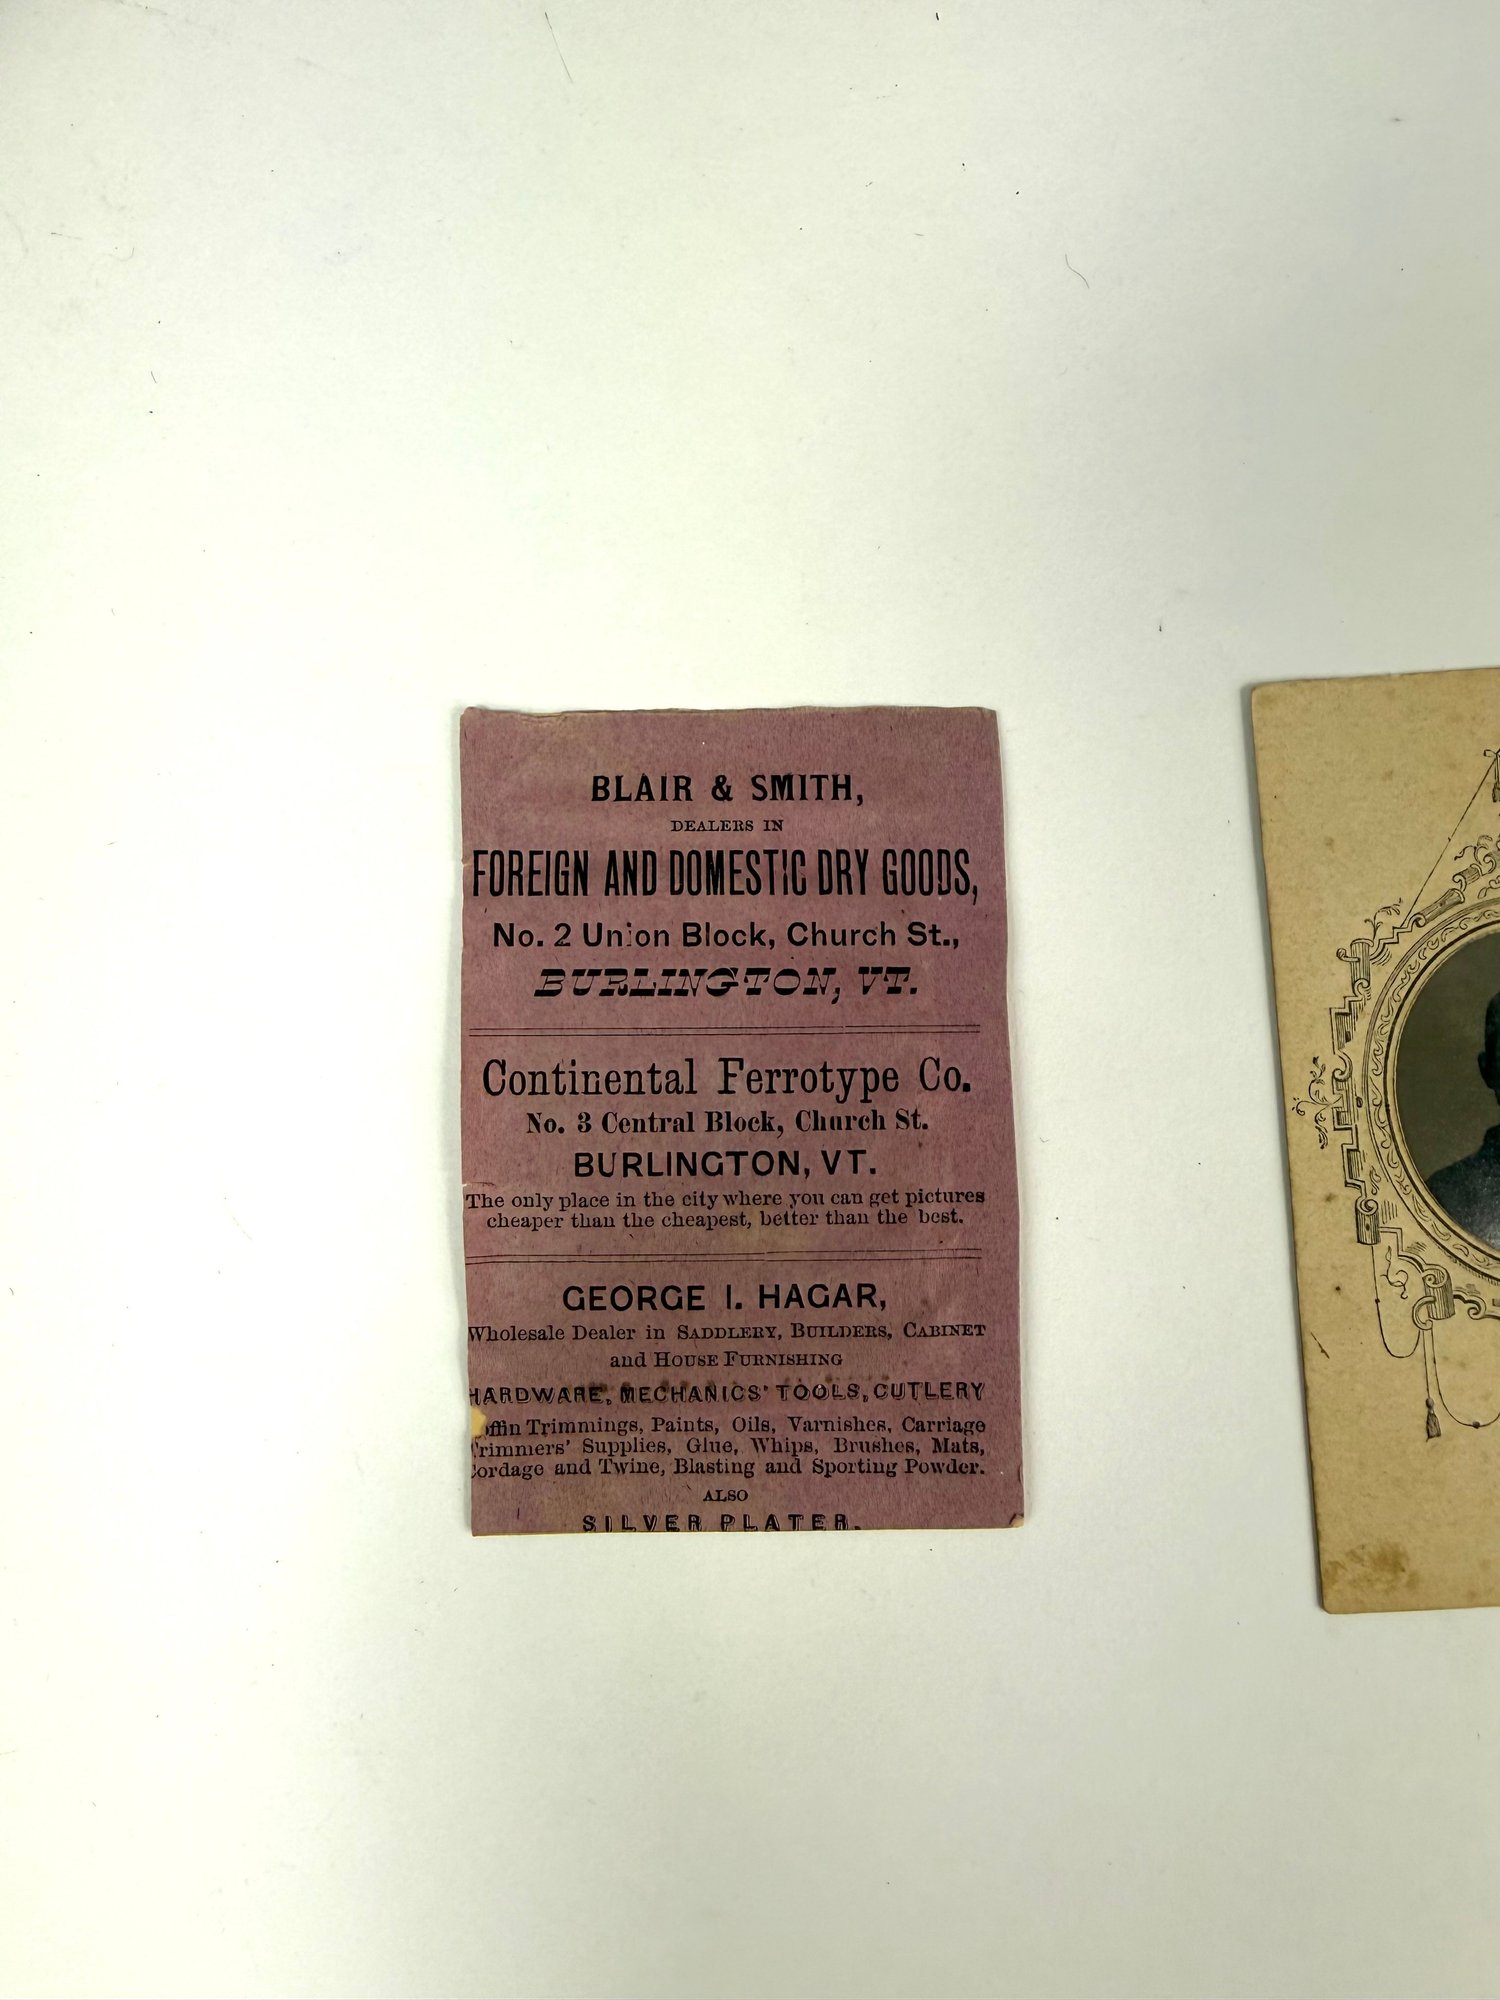 BLAIR & SMITH,
DEALERS IN
FOREIGN AND DOMESTIC DRY GOODS,
No. 2 Union Block, Church St.,
BURLINGTON, VT.
Continental Ferrotype Co.
No. 3 Central Block, Church St.
BURLINGTON, VT.
The only place in the city where you can get pictures
cheaper than the cheapest, better than the best.
GEORGE I. HAGAR,
Wholesale Dealer in SADDLERY, BUILDERS, CABINET
and HOUSE FURNISHING
HARDWARE, MECHANICS' TOOLS, CUTLERY
offin Trimmings, Paints, Oils, Varnishes, Carriage
Trimmers' Supplies, Glue, Whips, Brushes, Mats,
Cordage and Twine, Blasting and Sporting Powder.
ALSO
SILVER PLATER.